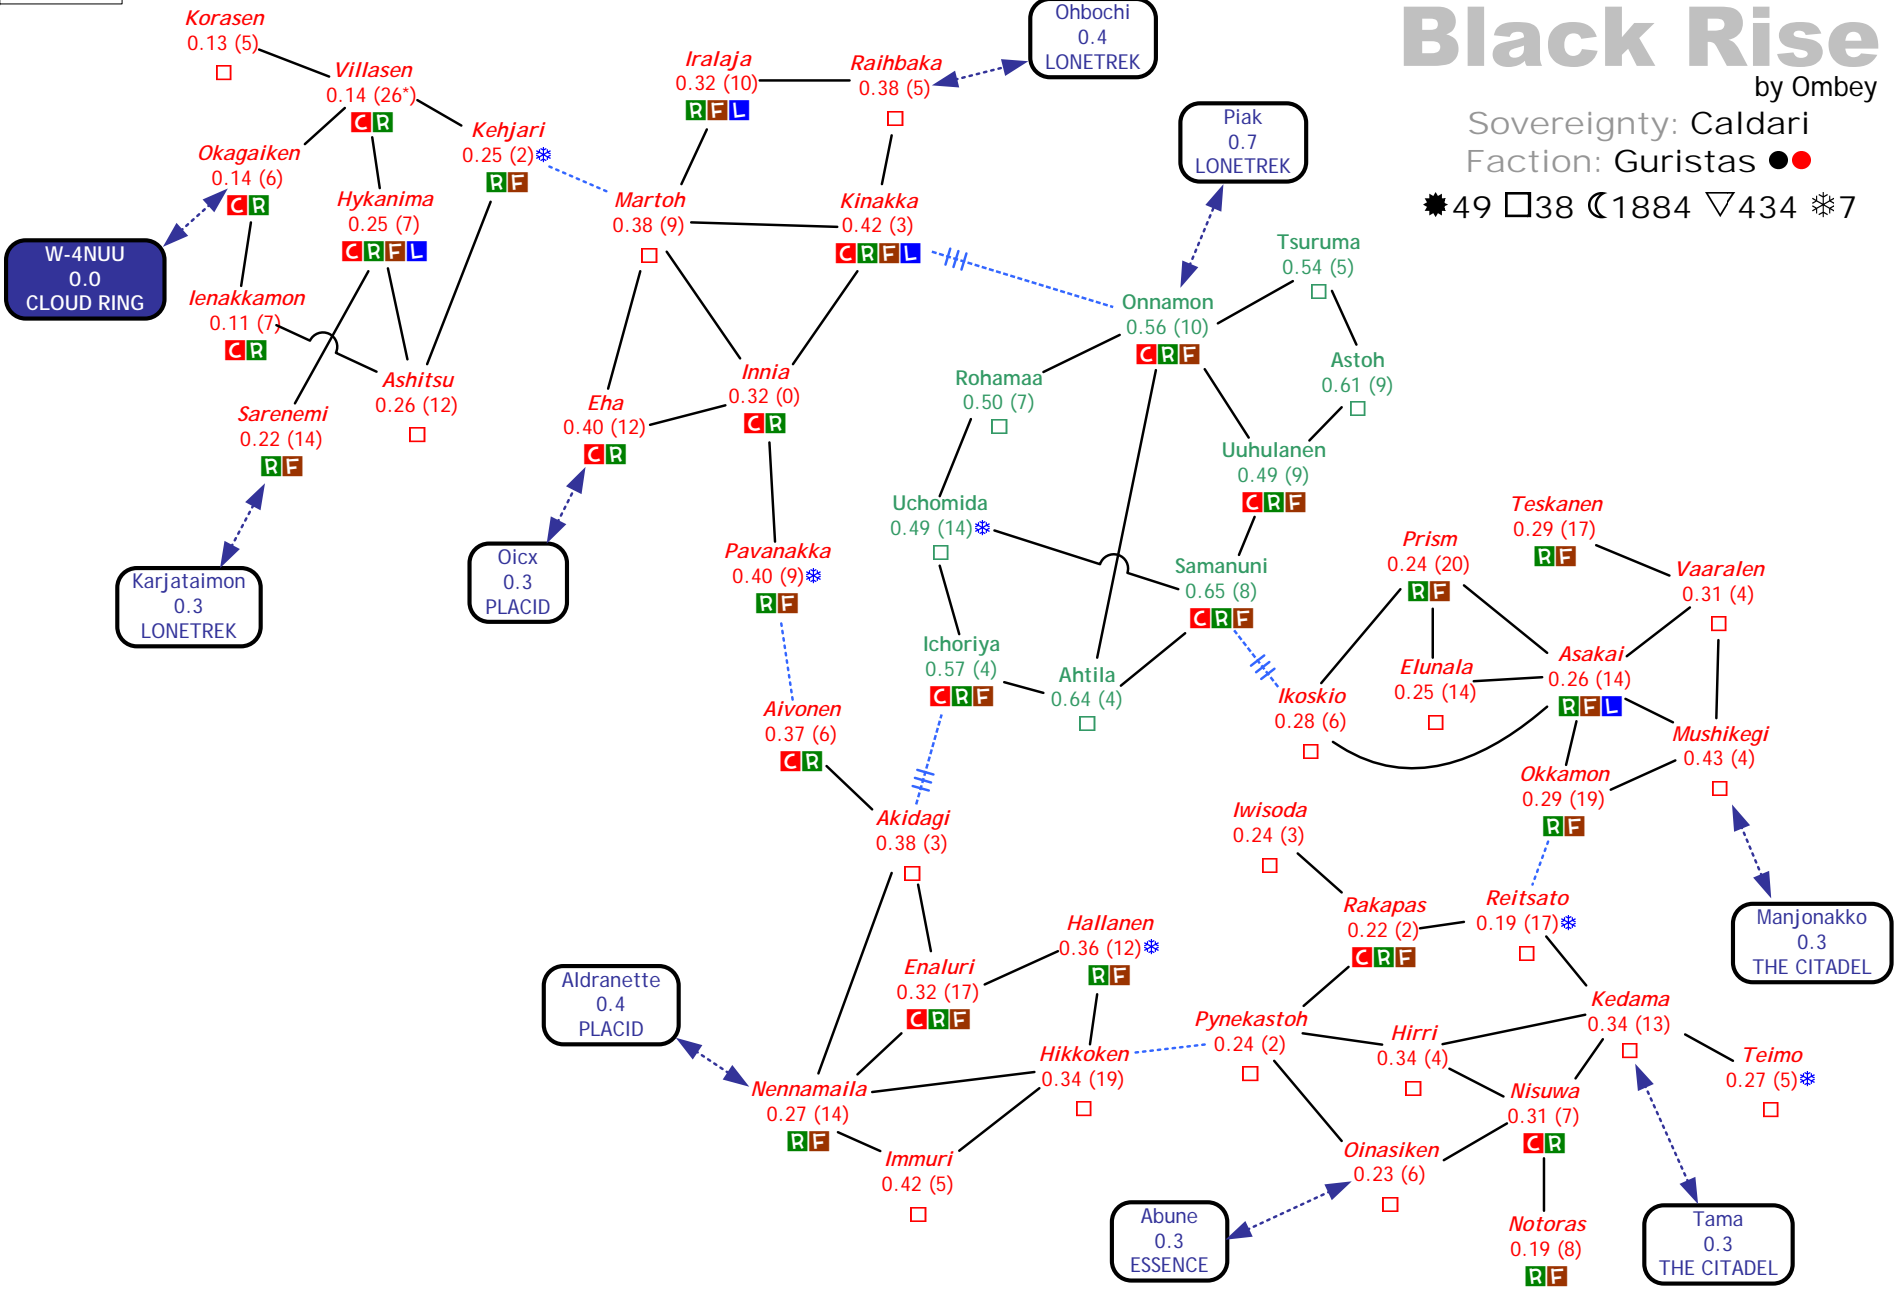 Black Rise
by Ombey
Sovereignty: Caldari
Faction: Guristas
49 38 1884 434 7
Korasen
0.13 (5)
Villasen
0.14 (26*)
C R
Kehjari
0.25 (2)
R F
Okagaiken
0.14 (6)
C R
Hykanima
0.25 (7)
C R F L
W-4NUU
0.0
CLOUD RING
Ienakkamon
0.11 (7)
C R
Ashitsu
0.26 (12)
Sarenemi
0.22 (14)
R F
Karjataimon
0.3
LONETREK
Iralaja
0.32 (10)
R F L
Raihbaka
0.38 (5)
Ohbochi
0.4
LONETREK
Martoh
0.38 (9)
Kinakka
0.42 (3)
C R F L
Piak
0.7
LONETREK
Tsuruma
0.54 (5)
Onnamon
0.56 (10)
C R F
Astoh
0.61 (9)
Rohamaa
0.50 (7)
Innia
0.32 (0)
C R
Eha
0.40 (12)
C R
Oicx
0.3
PLACID
Uuhulanen
0.49 (9)
C R F
Uchomida
0.49 (14)
Pavanakka
0.40 (9)
R F
Samanuni
0.65 (8)
C R F
Ichoriya
0.57 (4)
C R F
Ahtila
0.64 (4)
Teskanen
0.29 (17)
R F
Prism
0.24 (20)
R F
Vaaralen
0.31 (4)
Elunala
0.25 (14)
Asakai
0.26 (14)
R F L
Ikoskio
0.28 (6)
Mushikegi
0.43 (4)
Okkamon
0.29 (19)
R F
Aivonen
0.37 (6)
C R
Akidagi
0.38 (3)
Iwisoda
0.24 (3)
Rakapas
0.22 (2)
C R F
Reitsato
0.19 (17)
Manjonakko
0.3
THE CITADEL
Hallanen
0.36 (12)
R F
Enaluri
0.32 (17)
C R F
Aldranette
0.4
PLACID
Kedama
0.34 (13)
Pynekastoh
0.24 (2)
Hirri
0.34 (4)
Hikkoken
0.34 (19)
Teimo
0.27 (5)
Nennamaila
0.27 (14)
R F
Nisuwa
0.31 (7)
C R
Immuri
0.42 (5)
Oinasiken
0.23 (6)
Abune
0.3
ESSENCE
Notoras
0.19 (8)
R F
Tama
0.3
THE CITADEL